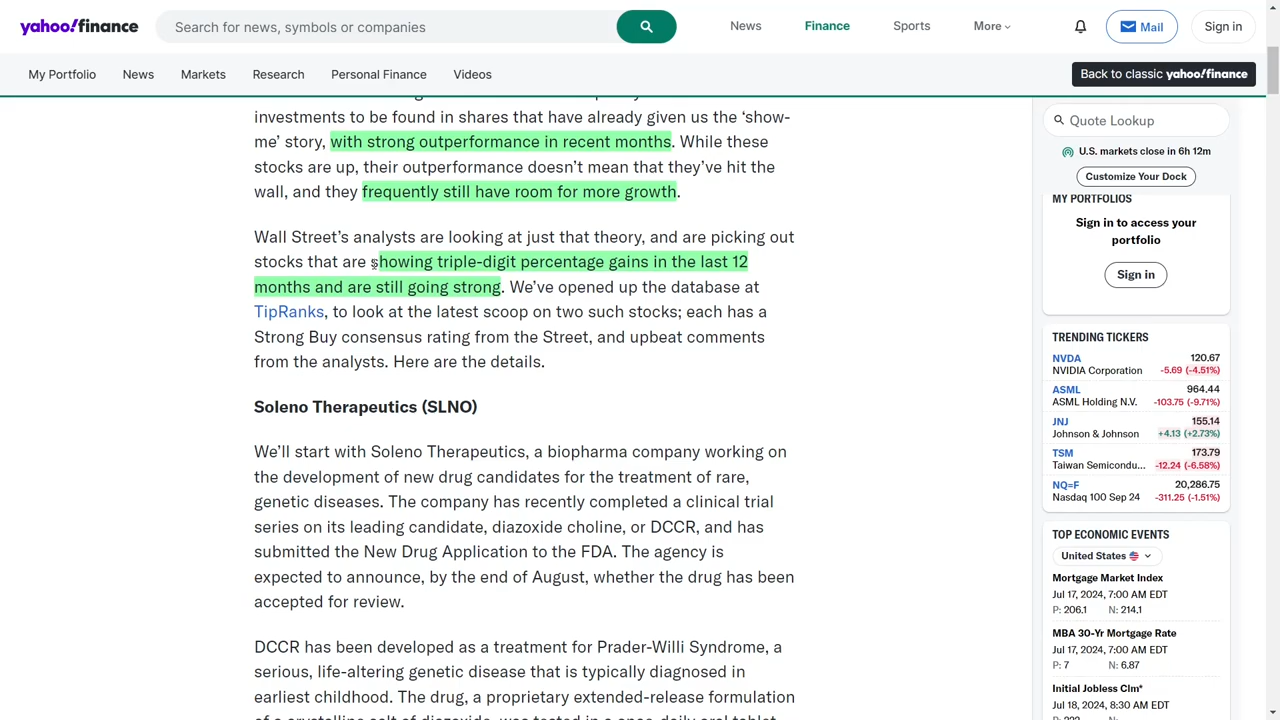 yahoo!finance
Search for news, symbols or companies
News
Finance
Sports
More
Mail
Sign in
My Portfolio
News
Markets
Research
Personal Finance
Videos
Back to classic yahoo!finance
investments to be found in shares that have already given us the ‘show-
me’ story, with strong outperformance in recent months. While these
stocks are up, their outperformance doesn’t mean that they’ve hit the
wall, and they frequently still have room for more growth.
Wall Street’s analysts are looking at just that theory, and are picking out
stocks that are showing triple-digit percentage gains in the last 12
months and are still going strong. We’ve opened up the database at
TipRanks, to look at the latest scoop on two such stocks; each has a
Strong Buy consensus rating from the Street, and upbeat comments
from the analysts. Here are the details.
Soleno Therapeutics (SLNO)
We’ll start with Soleno Therapeutics, a biopharma company working on
the development of new drug candidates for the treatment of rare,
genetic diseases. The company has recently completed a clinical trial
series on its leading candidate, diazoxide choline, or DCCR, and has
submitted the New Drug Application to the FDA. The agency is
expected to announce, by the end of August, whether the drug has been
accepted for review.
DCCR has been developed as a treatment for Prader-Willi Syndrome, a
serious, life-altering genetic disease that is typically diagnosed in
earliest childhood. The drug, a proprietary extended-release formulation
of a crystalline salt of diazoxide, was tested in a once-daily oral tablet
Quote Lookup
U.S. markets close in 6h 12m
Customize Your Dock
MY PORTFOLIOS
Sign in to access your
portfolio
Sign in
TRENDING TICKERS
NVDA 120.67
NVIDIA Corporation -5.69 (-4.51%)
ASML 964.44
ASML Holding N.V. -103.75 (-9.71%)
JNJ 155.14
Johnson & Johnson +4.13 (+2.73%)
TSM 173.79
Taiwan Semicondu... -12.24 (-6.58%)
NQ=F 20,286.75
Nasdaq 100 Sep 24 -311.25 (-1.51%)
TOP ECONOMIC EVENTS
United States
Mortgage Market Index
Jul 17, 2024, 7:00 AM EDT
P: 206.1 N: 214.1
MBA 30-Yr Mortgage Rate
Jul 17, 2024, 7:00 AM EDT
P: 7 N: 6.87
Initial Jobless Clm*
Jul 18, 2024, 8:30 AM EDT